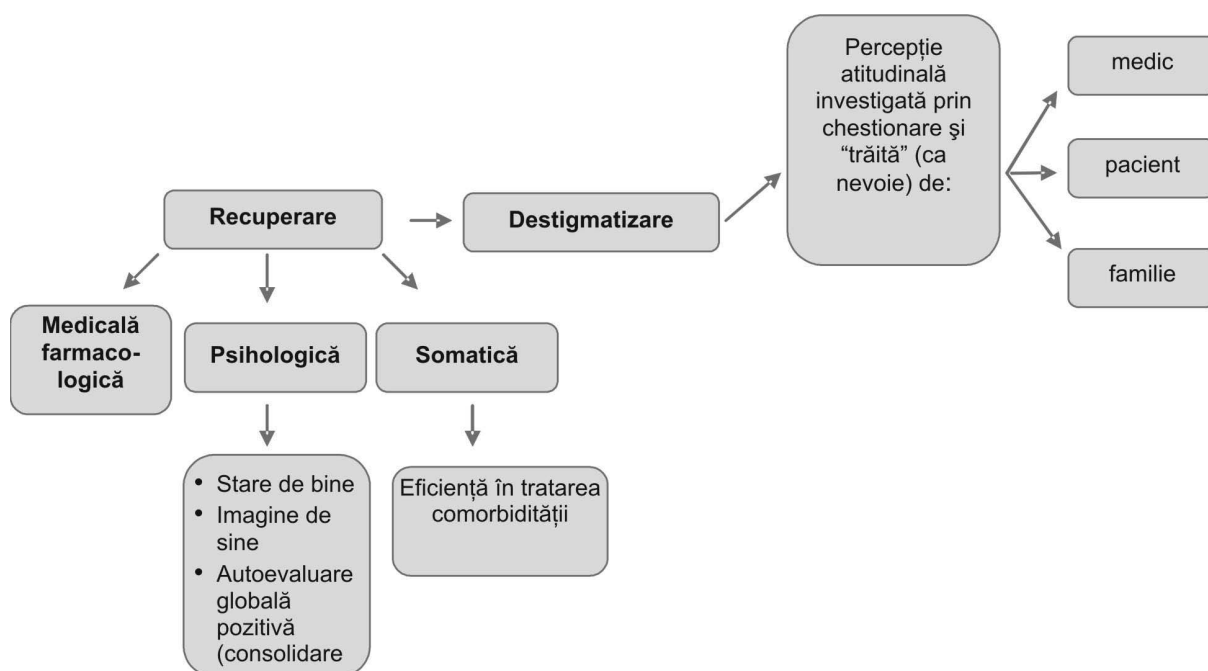 Recuperare
Destigmatizare
Percepție
atitudinală
investigată prin
chestionare şi
“trăită” (ca
nevoie) de:
medic
pacient
familie
Medicală
farmaco-
logică
Psihologică
Somatică
• Stare de bine
• Imagine de
sine
• Autoevaluare
globală
pozitivă
(consolidare
Eficiență în tratarea
comorbidității